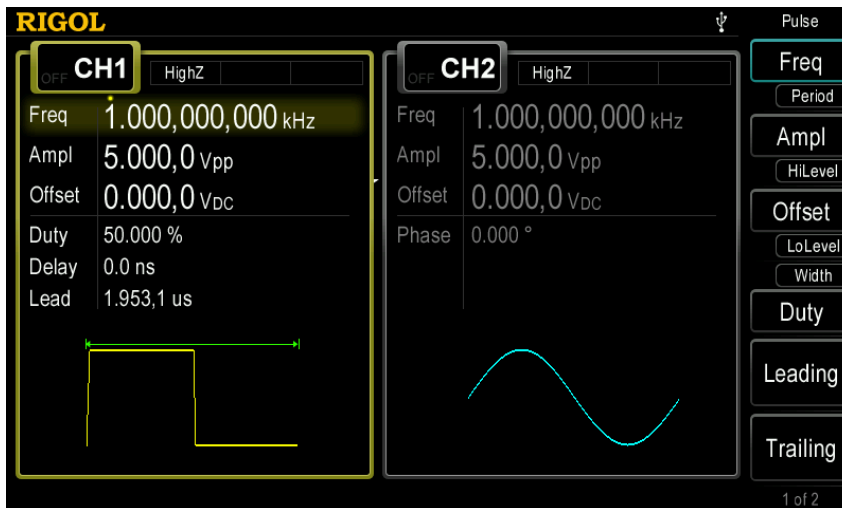 RIGOL
Pulse
OFF CH1 HighZ
Freq 1.000,000,000 kHz
Ampl 5.000,0 Vpp
Offset 0.000,0 VDC
Duty 50.000 %
Delay 0.0 ns
Lead 1.953,1 us
OFF CH2 HighZ
Freq 1.000,000,000 kHz
Ampl 5.000,0 Vpp
Offset 0.000,0 VDC
Phase 0.000 °
Freq
Period
Ampl
HiLevel
Offset
LoLevel
Width
Duty
Leading
Trailing
1 of 2